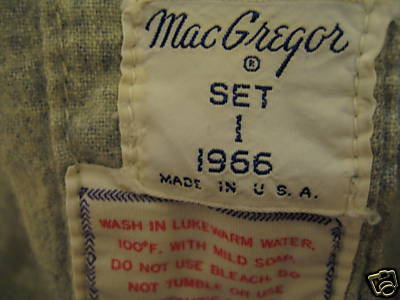 MacGregor
®
SET
1
1966
MADE IN U.S.A.
WASH IN LUKEWARM WATER,
100°F. WITH MILD SOAP,
DO NOT USE BLEACH. DO
NOT TUMBLE OR USE